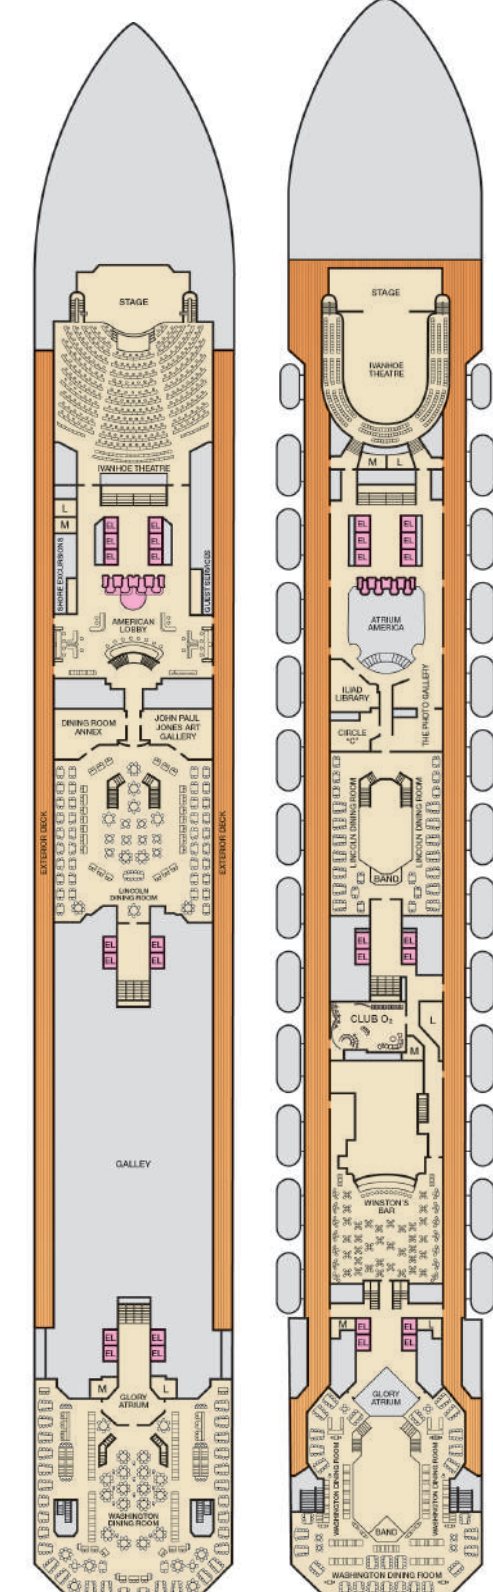 STAGE
IVANHOE THEATRE
L
M
EL EL
EL EL
EL EL
SHORE EXCURSIONS
GUEST SERVICES
AMERICAN
LOBBY
DINING ROOM
ANNEX
JOHN PAUL
JONES ART
GALLERY
EXTERIOR DECK
EXTERIOR DECK
LINCOLN
DINING ROOM
EL EL
EL EL
GALLEY
EL EL
EL EL
M L
GLORY
ATRIUM
WASHINGTON
DINING ROOM
STAGE
IVANHOE
THEATRE
M L
EL EL
EL EL
EL EL
ATRIUM
AMERICA
ILIAD
LIBRARY
THE PHOTO GALLERY
CIRCLE
"C"
LINCOLN DINING ROOM
LINCOLN DINING ROOM
BAND
EL EL
EL EL
CLUB O₂
L
M
WINSTON'S
BAR
M EL EL L
EL EL
GLORY
ATRIUM
WASHINGTON DINING ROOM
WASHINGTON DINING ROOM
BAND
WASHINGTON DINING ROOM